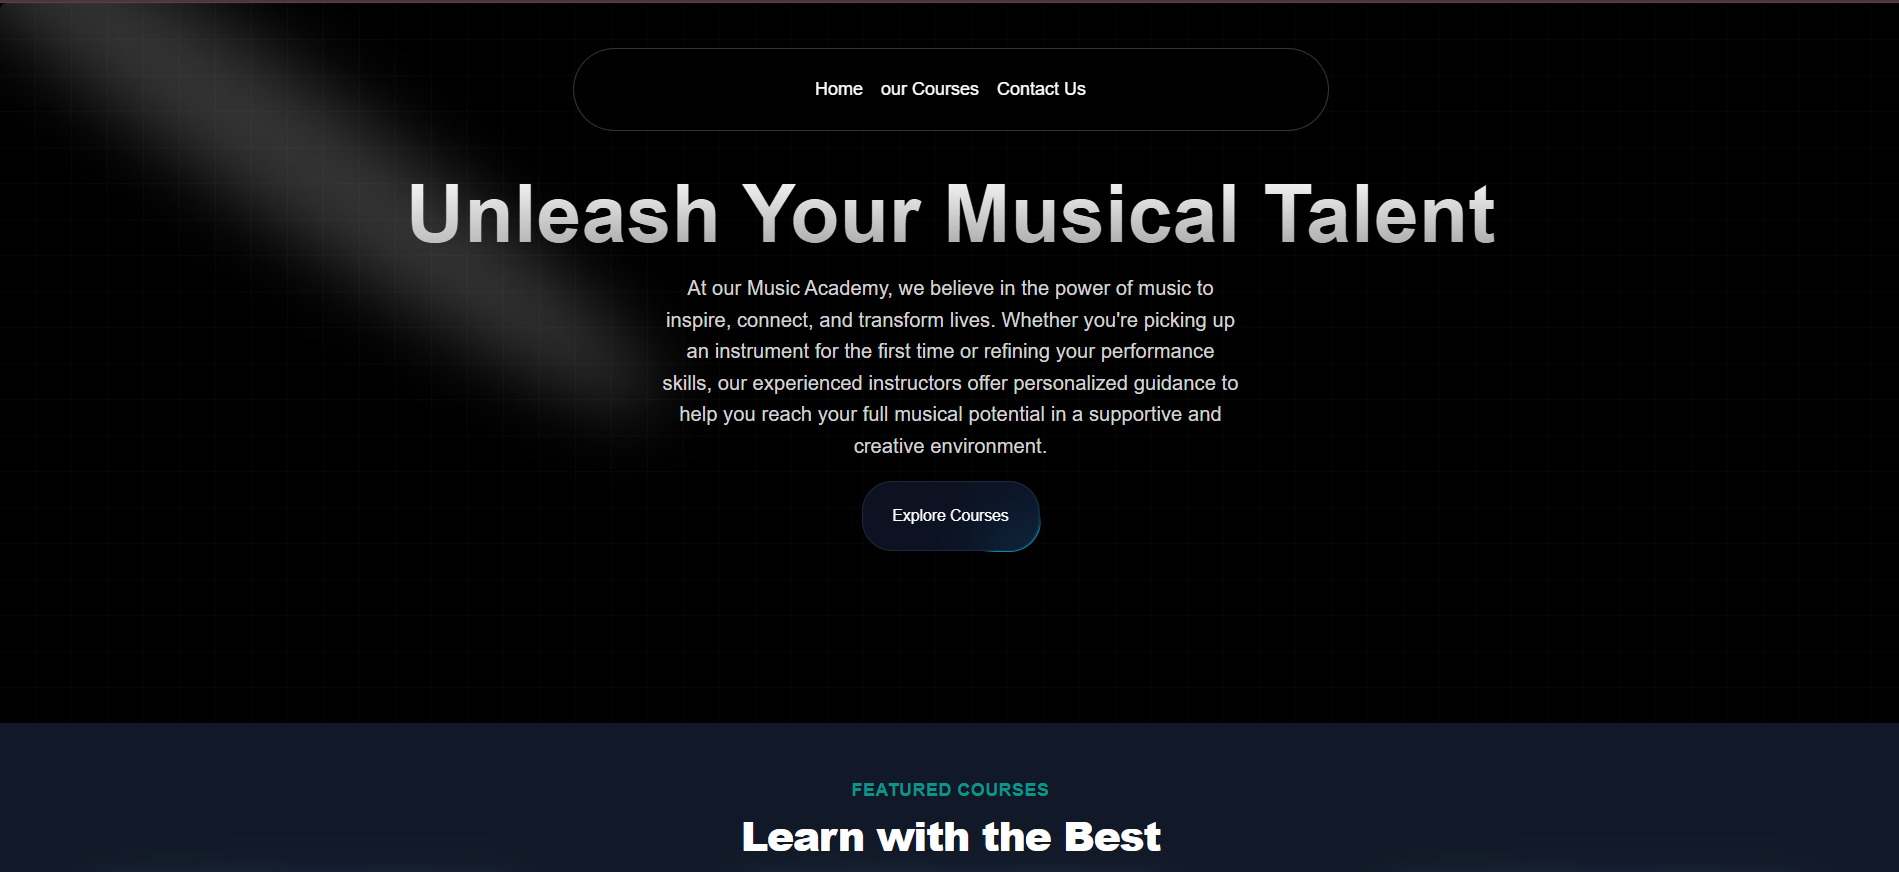 Home our Courses Contact Us
Unleash Your Musical Talent
At our Music Academy, we believe in the power of music to
inspire, connect, and transform lives. Whether you're picking up
an instrument for the first time or refining your performance
skills, our experienced instructors offer personalized guidance to
help you reach your full musical potential in a supportive and
creative environment.
Explore Courses
FEATURED COURSES
Learn with the Best